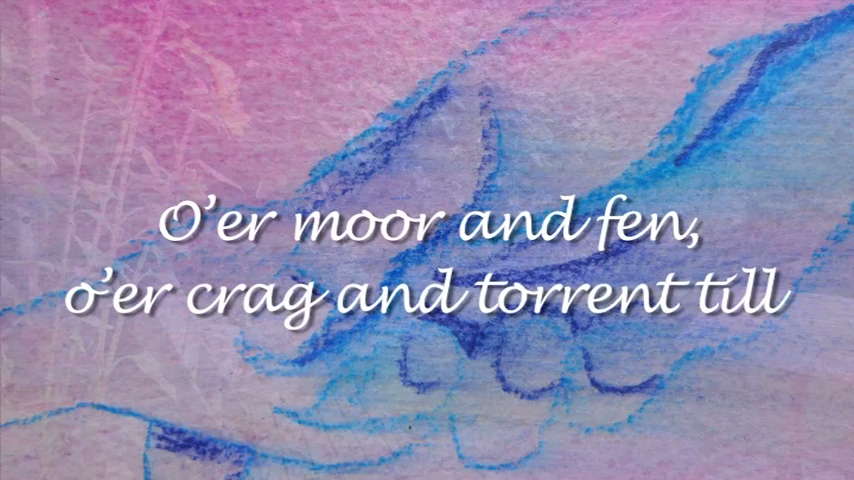 O'er moor and fen,
o'er crag and torrent till